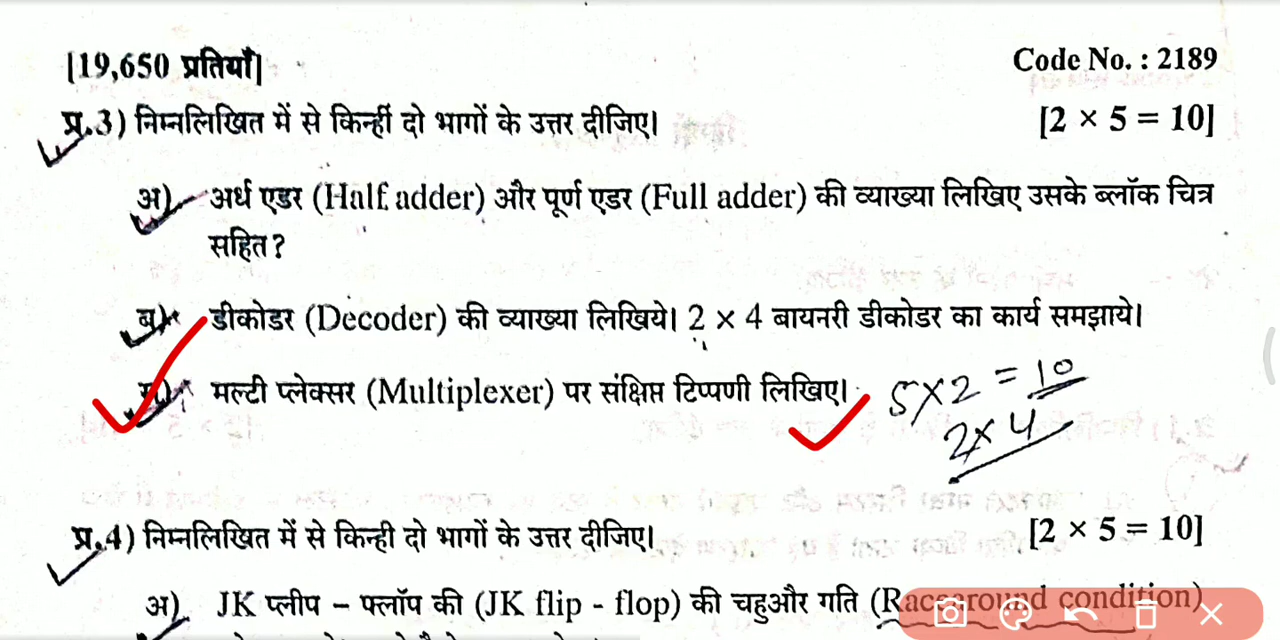 [19,650 प्रतियाँ]
Code No. : 2189
प्र.3) निम्नलिखित में से किन्हीं दो भागों के उत्तर दीजिए। [2 × 5 = 10]
अ) अर्ध एडर (Half adder) और पूर्ण एडर (Full adder) की व्याख्या लिखिए उसके ब्लॉक चित्र
सहित?
ब) डीकोडर (Decoder) की व्याख्या लिखिये। 2 × 4 बायनरी डीकोडर का कार्य समझाये।
मल्टी प्लेक्सर (Multiplexer) पर संक्षिप्त टिप्पणी लिखिए।
5×2 = 10
2×4
प्र.4) निम्नलिखित में से किन्ही दो भागों के उत्तर दीजिए। [2 × 5 = 10]
अ) JK प्लीप – फ्लॉप की (JK flip - flop) की चहुऔर गति (Racearound condition)